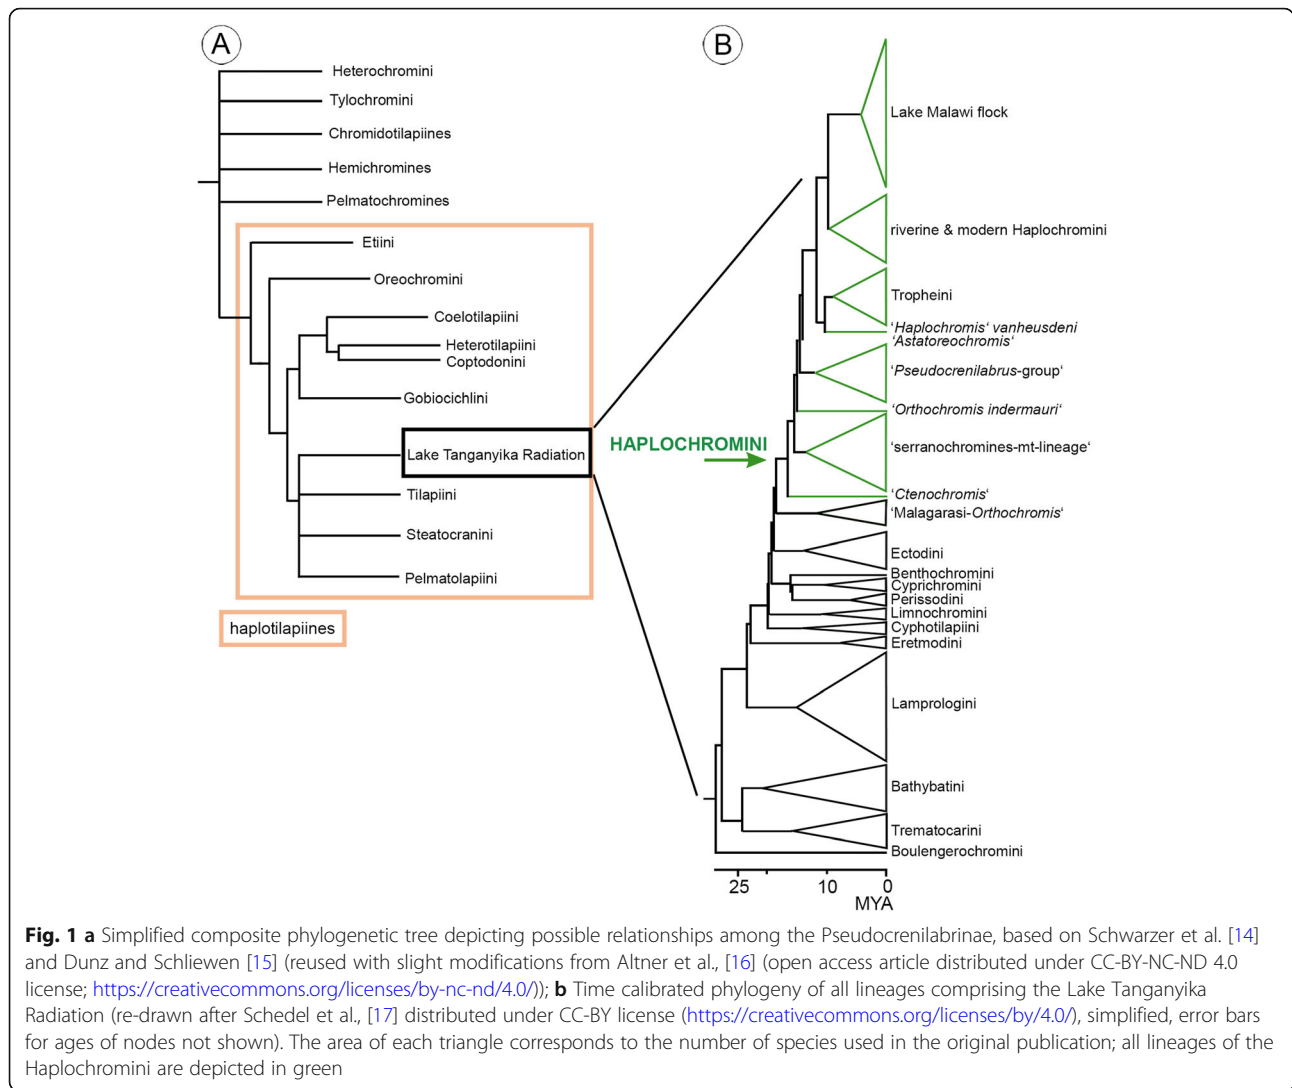 A
Heterochromini
Tylochromini
Chromidotilapiines
Hemichromines
Pelmatochromines
Etiini
Oreochromini
Coelotilapiini
Heterotilapiini
Coptodonini
Gobiocichlini
Lake Tanganyika Radiation
Tilapiini
Steatocranini
Pelmatolapiini
haplotilapiines
B
Lake Malawi flock
riverine & modern Haplochromini
Tropheini
‘Haplochromis‘ vanheusdeni
‘Astatoreochromis‘
‘Pseudocrenilabrus-group‘
‘Orthochromis indermauri‘
HAPLOCHROMINI
‘serranochromines-mt-lineage‘
‘Ctenochromis‘
‘Malagarasi-Orthochromis‘
Ectodini
Benthochromini
Cyprichromini
Perissodini
Limnochromini
Cyphotilapiini
Eretmodini
Lamprologini
Bathybatini
Trematocarini
Boulengerochromini
25 10 0
MYA
Fig. 1 a Simplified composite phylogenetic tree depicting possible relationships among the Pseudocrenilabrinae, based on Schwarzer et al. [14]
and Dunz and Schliewen [15] (reused with slight modifications from Altner et al., [16] (open access article distributed under CC-BY-NC-ND 4.0
license; https://creativecommons.org/licenses/by-nc-nd/4.0/)); b Time calibrated phylogeny of all lineages comprising the Lake Tanganyika
Radiation (re-drawn after Schedel et al., [17] distributed under CC-BY license (https://creativecommons.org/licenses/by/4.0/), simplified, error bars
for ages of nodes not shown). The area of each triangle corresponds to the number of species used in the original publication; all lineages of the
Haplochromini are depicted in green